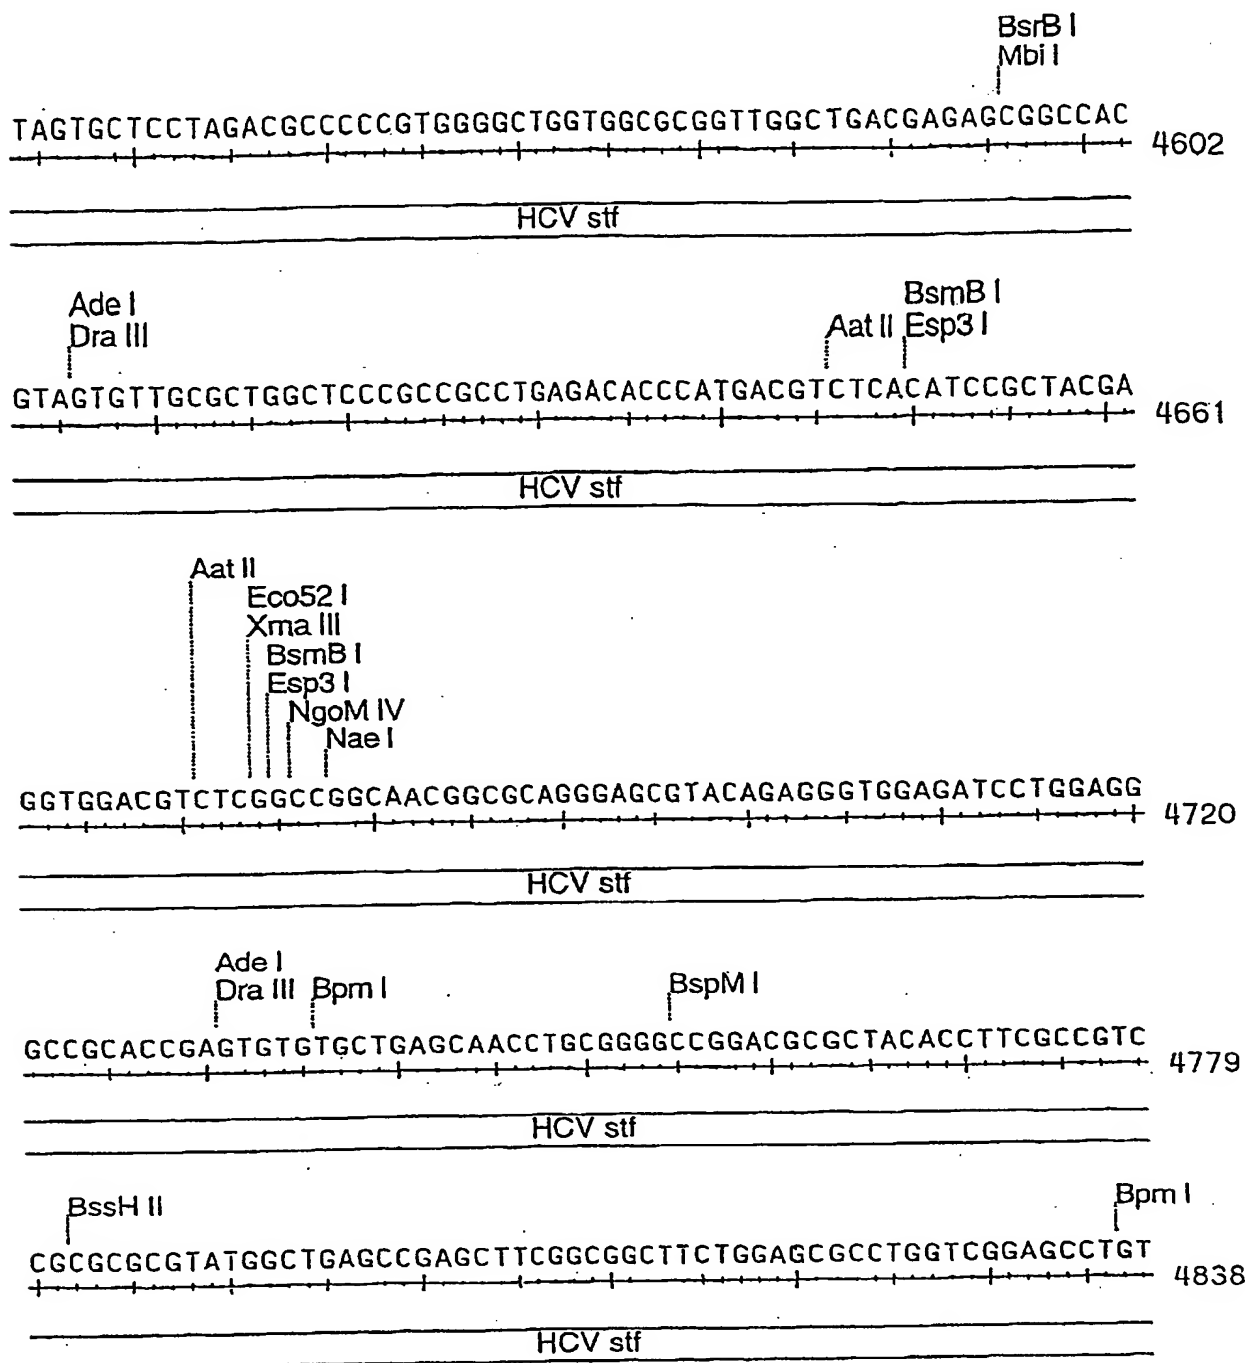 BsrB I
Mbi I
TAGTGCTCCTAGACGCCCCCGTGGGGCTGGTGGCGCGGTTGGCTGACGAGAGCGGCCAC 4602
HCV stf
Ade I
Dra III
BsmB I
Aat II Esp3 I
GTAGTGTTGCGCTGGCTCCCGCCGCCTGAGACACCCATGACGTCTCACATCCGCTACGA 4661
HCV stf
Aat II
Eco52 I
Xma III
BsmB I
Esp3 I
NgoM IV
Nae I
GGTGGACGTCTCGGCCGGCAACGGCGCAGGGAGCGTACAGAGGGTGGAGATCCTGGAGG 4720
HCV stf
Ade I
Dra III Bpm I BspM I
GCCGCACCGAGTGTGTGCTGAGCAACCTGCGGGGCCGGACGCGCTACACCTTCGCCGTC 4779
HCV stf
BssH II Bpm I
CGCGCGCGTATGGCTGAGCCGAGCTTCGGCGGCTTCTGGAGCGCCTGGTCGGAGCCTGT 4838
HCV stf